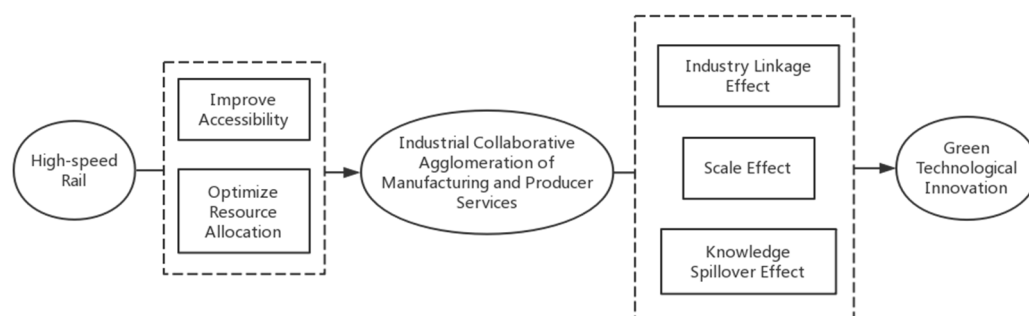 High-speed
Rail
Improve
Accessibility
Optimize
Resource
Allocation
Industrial Collaborative
Agglomeration of
Manufacturing and Producer
Services
Industry Linkage
Effect
Scale Effect
Knowledge
Spillover Effect
Green
Technological
Innovation